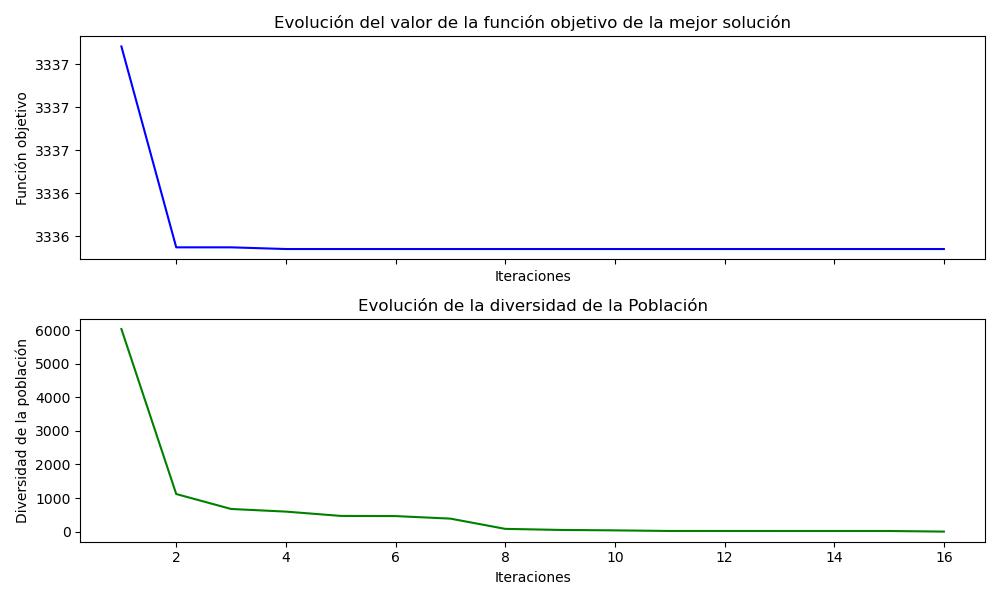 Evolución del valor de la función objetivo de la mejor solución
Función objetivo
3337
3337
3337
3336
3336
Iteraciones
Evolución de la diversidad de la Población
Diversidad de la población
6000
5000
4000
3000
2000
1000
0
2 4 6 8 10 12 14 16
Iteraciones